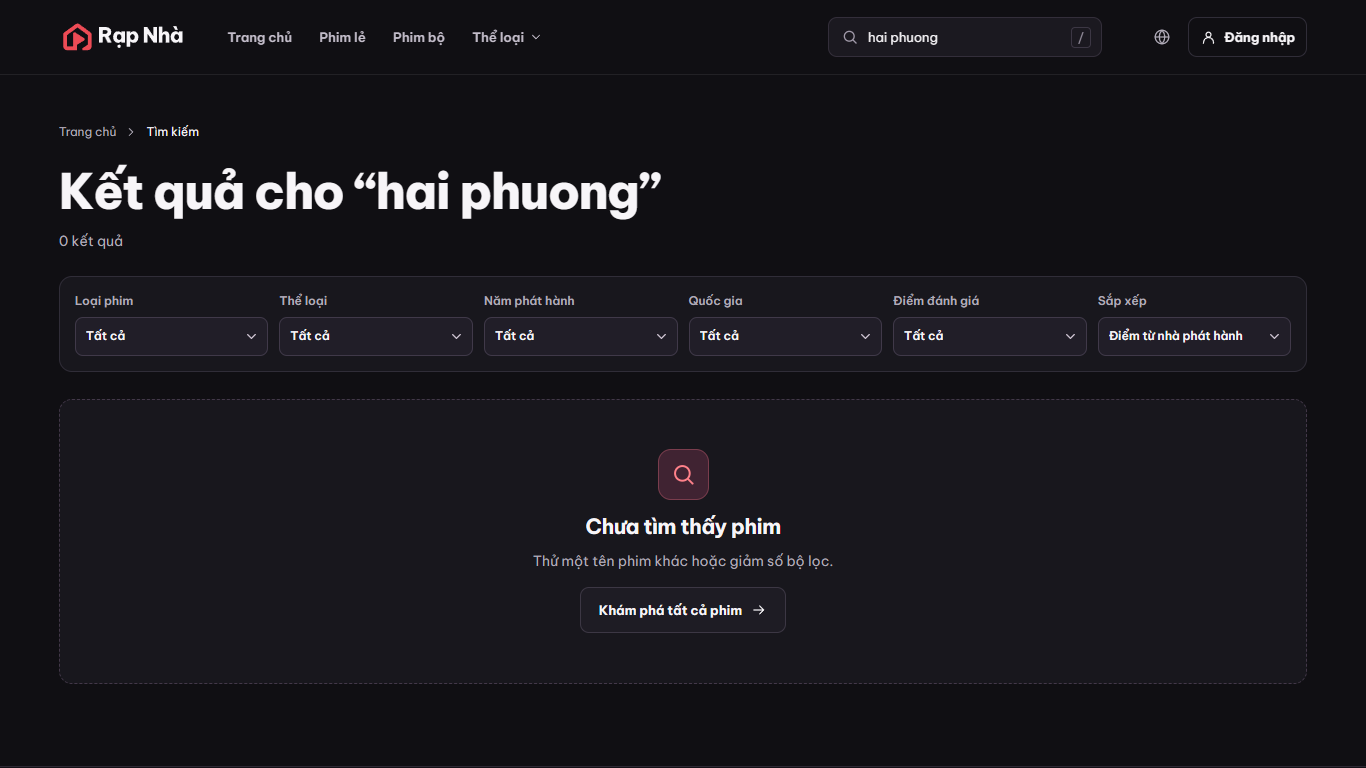 Rạp Nhà
Trang chủ
Phim lẻ
Phim bộ
Thể loại
hai phuong
/
Đăng nhập
Trang chủ > Tìm kiếm
Kết quả cho “hai phuong”
0 kết quả
Loại phim
Tất cả
Thể loại
Tất cả
Năm phát hành
Tất cả
Quốc gia
Tất cả
Điểm đánh giá
Tất cả
Sắp xếp
Điểm từ nhà phát hành
Chưa tìm thấy phim
Thử một tên phim khác hoặc giảm số bộ lọc.
Khám phá tất cả phim →